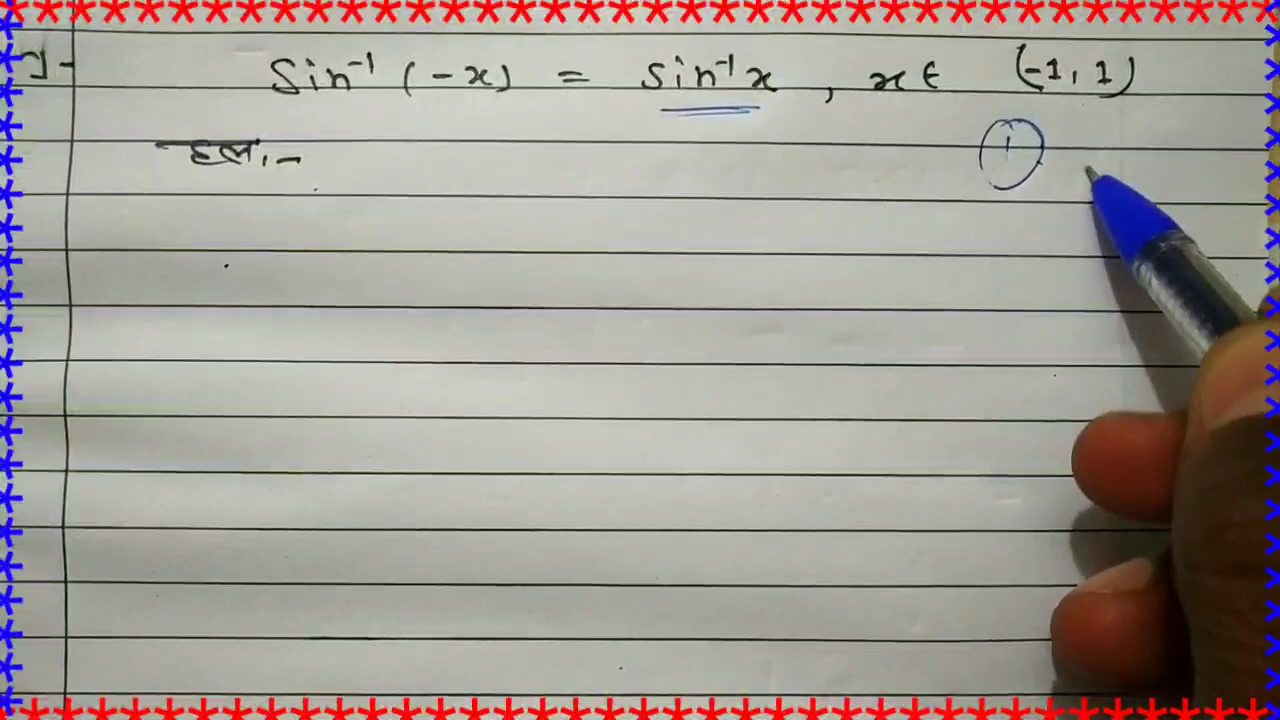 Sin⁻¹ (-x) = sin⁻¹x , x ∈ (-1, 1)
हल:-
1